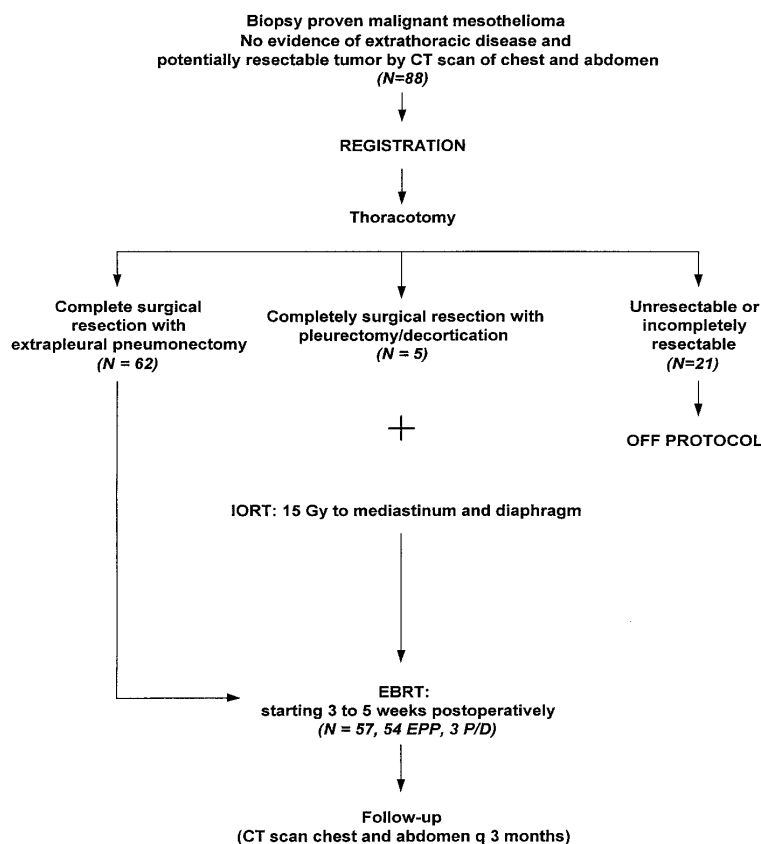 Biopsy proven malignant mesothelioma
No evidence of extrathoracic disease and
potentially resectable tumor by CT scan of chest and abdomen
(N=88)
REGISTRATION
Thoracotomy
Complete surgical
resection with
extrapleural pneumonectomy
(N = 62)
Completely surgical resection with
pleurectomy/decortication
(N = 5)
Unresectable or
incompletely
resectable
(N=21)
OFF PROTOCOL
+
IORT: 15 Gy to mediastinum and diaphragm
EBRT:
starting 3 to 5 weeks postoperatively
(N = 57, 54 EPP, 3 P/D)
Follow-up
(CT scan chest and abdomen q 3 months)